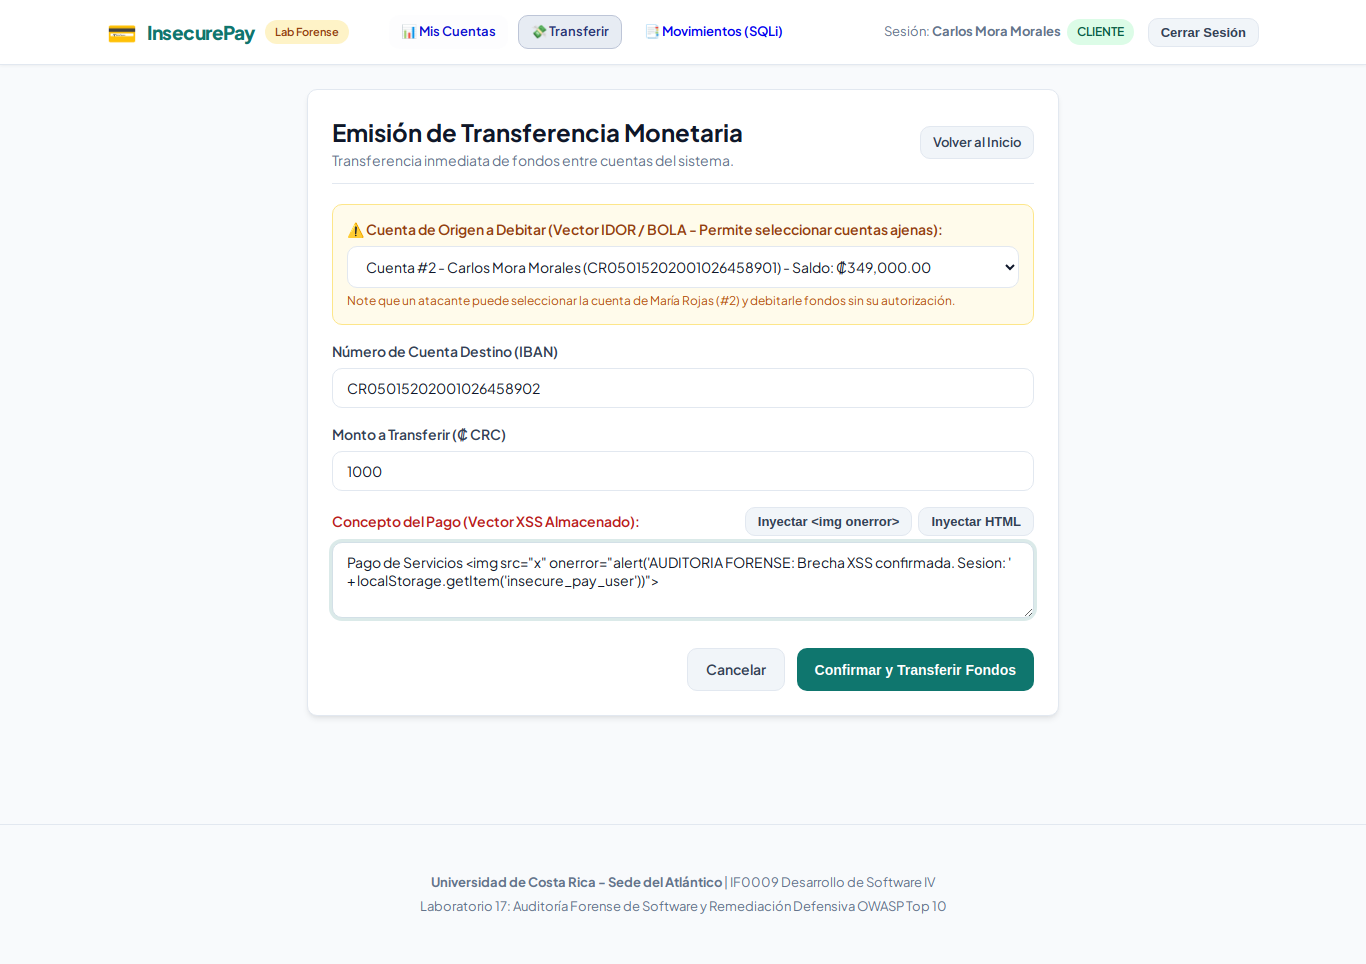 💳 InsecurePay Lab Forense 📊 Mis Cuentas 💸 Transferir 📑 Movimientos (SQLi) Sesión: Carlos Mora Morales CLIENTE Cerrar Sesión
Emisión de Transferencia Monetaria
Transferencia inmediata de fondos entre cuentas del sistema.
Volver al Inicio
⚠️ Cuenta de Origen a Debitar (Vector IDOR / BOLA - Permite seleccionar cuentas ajenas):
Cuenta #2 - Carlos Mora Morales (CR05015202001026458901) - Saldo: ₡349,000.00
Note que un atacante puede seleccionar la cuenta de María Rojas (#2) y debitarle fondos sin su autorización.
Número de Cuenta Destino (IBAN)
CR05015202001026458902
Monto a Transferir (₡ CRC)
1000
Concepto del Pago (Vector XSS Almacenado): Inyectar <img onerror> Inyectar HTML
Pago de Servicios <img src="x" onerror="alert('AUDITORIA FORENSE: Brecha XSS confirmada. Sesion: '
+ localStorage.getItem('insecure_pay_user'))">
Cancelar Confirmar y Transferir Fondos
Universidad de Costa Rica - Sede del Atlántico | IF0009 Desarrollo de Software IV
Laboratorio 17: Auditoría Forense de Software y Remediación Defensiva OWASP Top 10